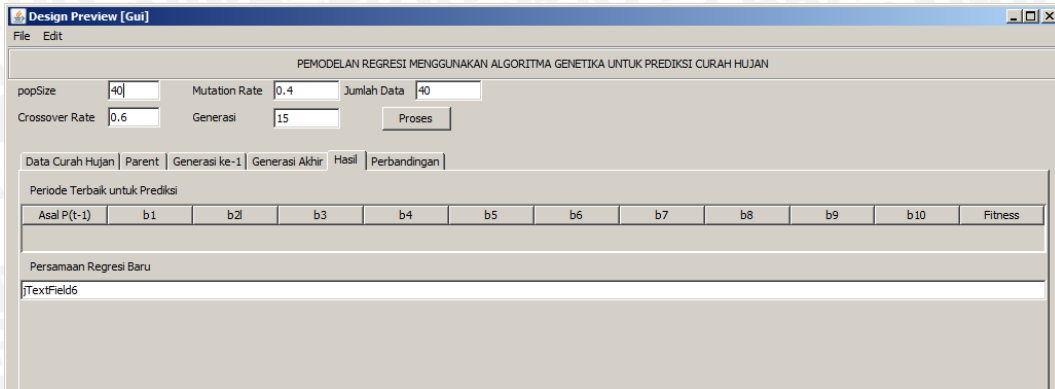 Design Preview [Gui]
File Edit
PEMODELAN REGRESI MENGGUNAKAN ALGORITMA GENETIKA UNTUK PREDIKSI CURAH HUJAN
popSize 40 Mutation Rate 0.4 Jumlah Data 40
Crossover Rate 0.6 Generasi 15 Proses
Data Curah Hujan Parent Generasi ke-1 Generasi Akhir Hasil Perbandingan
Periode Terbaik untuk Prediksi
Asal P(t-1) b1 b2l b3 b4 b5 b6 b7 b8 b9 b10 Fitness
Persamaan Regresi Baru
jTextField6